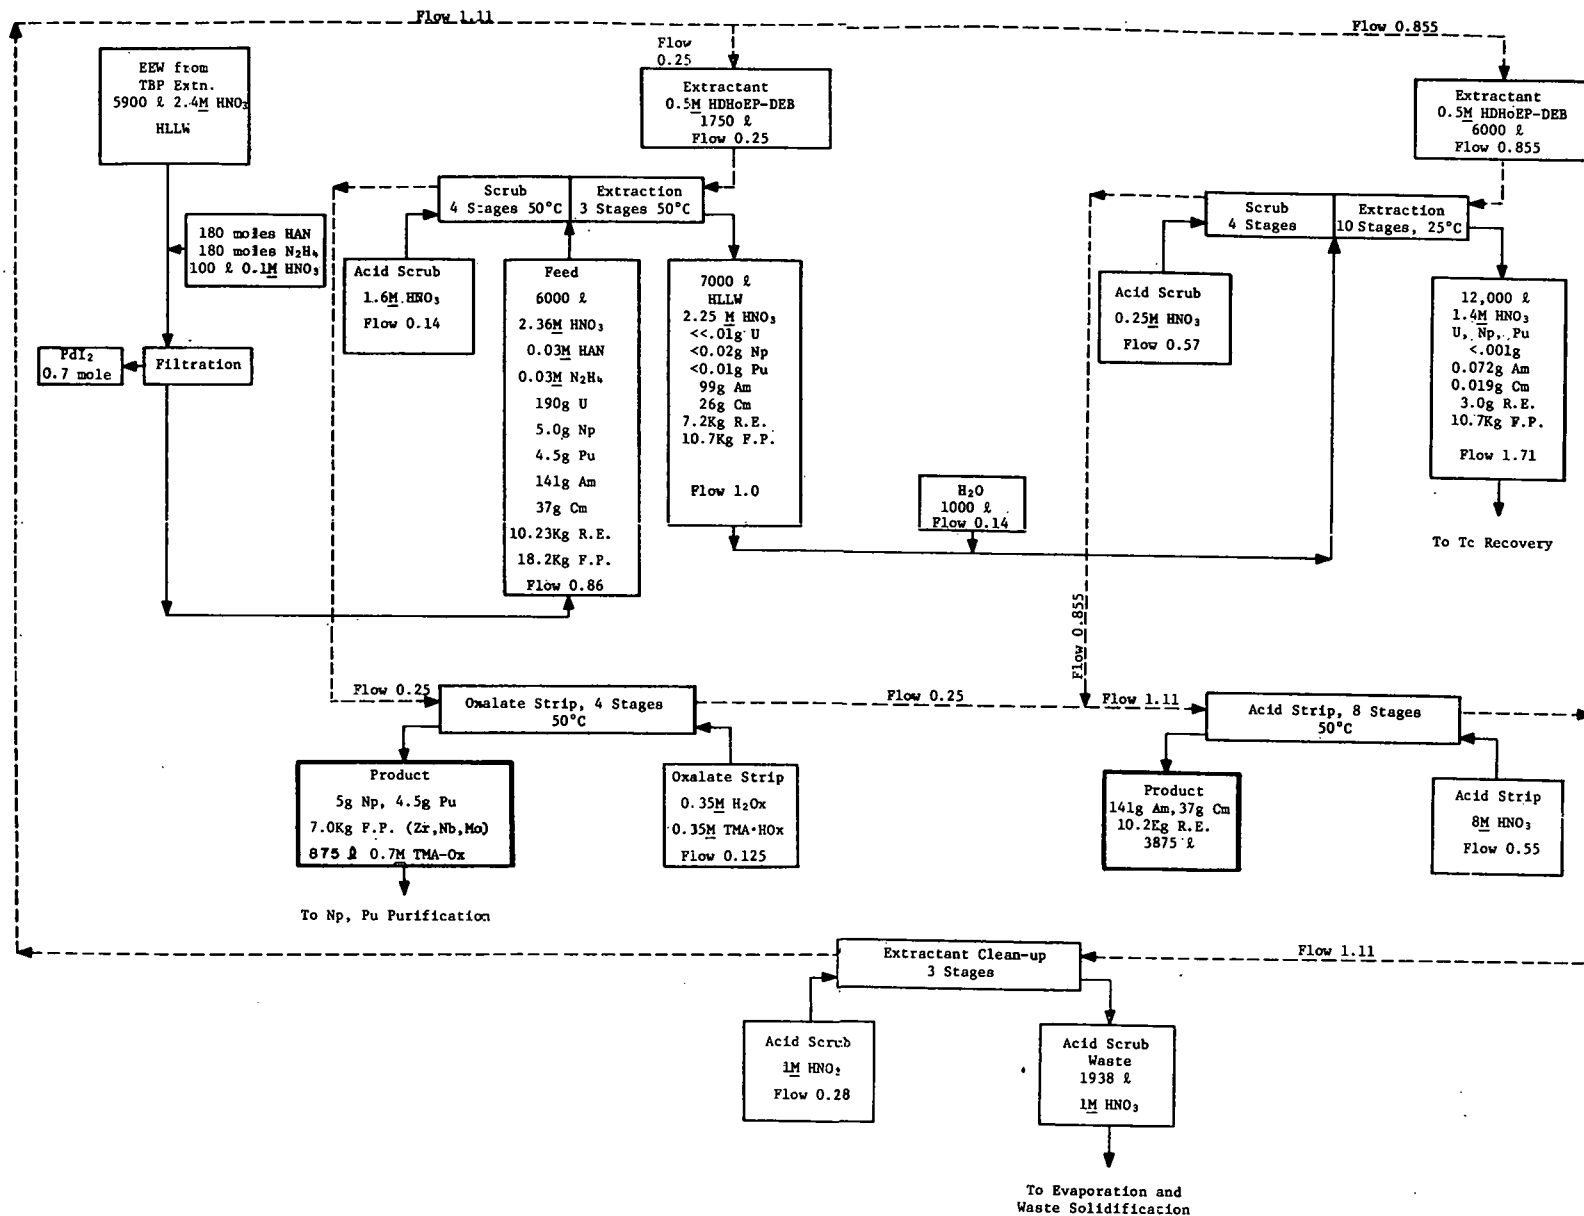 Flow 1.11
Flow 0.855
Flow
0.25
EEW from
TBP Extn.
5900 ℓ 2.4M HNO₃
HLLW
Extractant
0.5M HDHoEP-DEB
1750 ℓ
Flow 0.25
Extractant
0.5M HDHoEP-DEB
6000 ℓ
Flow 0.855
Scrub
4 Stages 50°C
Extraction
3 Stages 50°C
Scrub
4 Stages
Extraction
10 Stages, 25°C
180 moles HAN
180 moles N₂H₄
100 ℓ 0.1M HNO₃
Acid Scrub
1.6M HNO₃
Flow 0.14
Feed
6000 ℓ
2.36M HNO₃
0.03M HAN
0.03M N₂H₄
190g U
5.0g Np
4.5g Pu
141g Am
37g Cm
10.23Kg R.E.
18.2Kg F.P.
Flow 0.86
7000 ℓ
HLLW
2.25 M HNO₃
<<.01g U
<0.02g Np
<0.01g Pu
99g Am
26g Cm
7.2Kg R.E.
10.7Kg F.P.
Flow 1.0
Acid Scrub
0.25M HNO₃
Flow 0.57
12,000 ℓ
1.4M HNO₃
U, Np, Pu
<.001g
0.072g Am
0.019g Cm
3.0g R.E.
10.7Kg F.P.
Flow 1.71
PdI₂
0.7 mole
Filtration
H₂O
1000 ℓ
Flow 0.14
To Tc Recovery
Flow 0.855
Flow 0.25
Oxalate Strip, 4 Stages
50°C
Flow 0.25
Flow 1.11
Acid Strip, 8 Stages
50°C
Product
5g Np, 4.5g Pu
7.0Kg F.P. (Zr,Nb,Mo)
875 ℓ 0.7M TMA-Ox
Oxalate Strip
0.35M H₂Ox
0.35M TMA·HOx
Flow 0.125
Product
141g Am, 37g Cm
10.2Kg R.E.
3875 ℓ
Acid Strip
8M HNO₃
Flow 0.55
To Np, Pu Purification
Extractant Clean-up
3 Stages
Flow 1.11
Acid Scrub
1M HNO₃
Flow 0.28
Acid Scrub
Waste
1938 ℓ
1M HNO₃
To Evaporation and
Waste Solidification